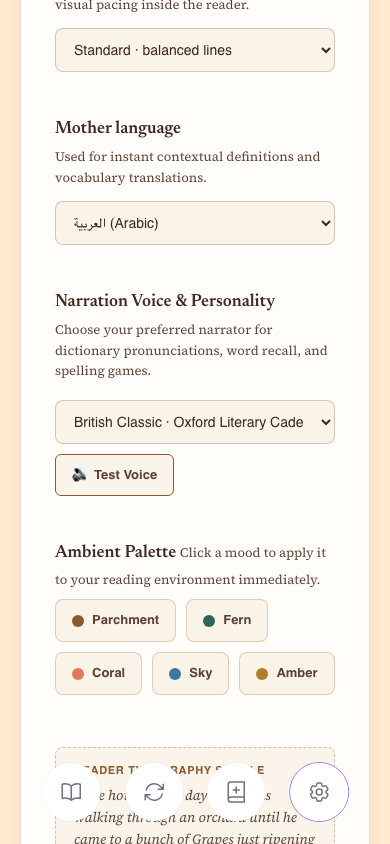 visual pacing inside the reader.
Standard · balanced lines
Mother language
Used for instant contextual definitions and
vocabulary translations.
العربية (Arabic)
Narration Voice & Personality
Choose your preferred narrator for
dictionary pronunciations, word recall, and
spelling games.
British Classic · Oxford Literary Cade
Test Voice
Ambient Palette Click a mood to apply it
to your reading environment immediately.
Parchment
Fern
Coral
Sky
Amber
day
walking through an orchard until he
came to a bunch of Grapes just ripening